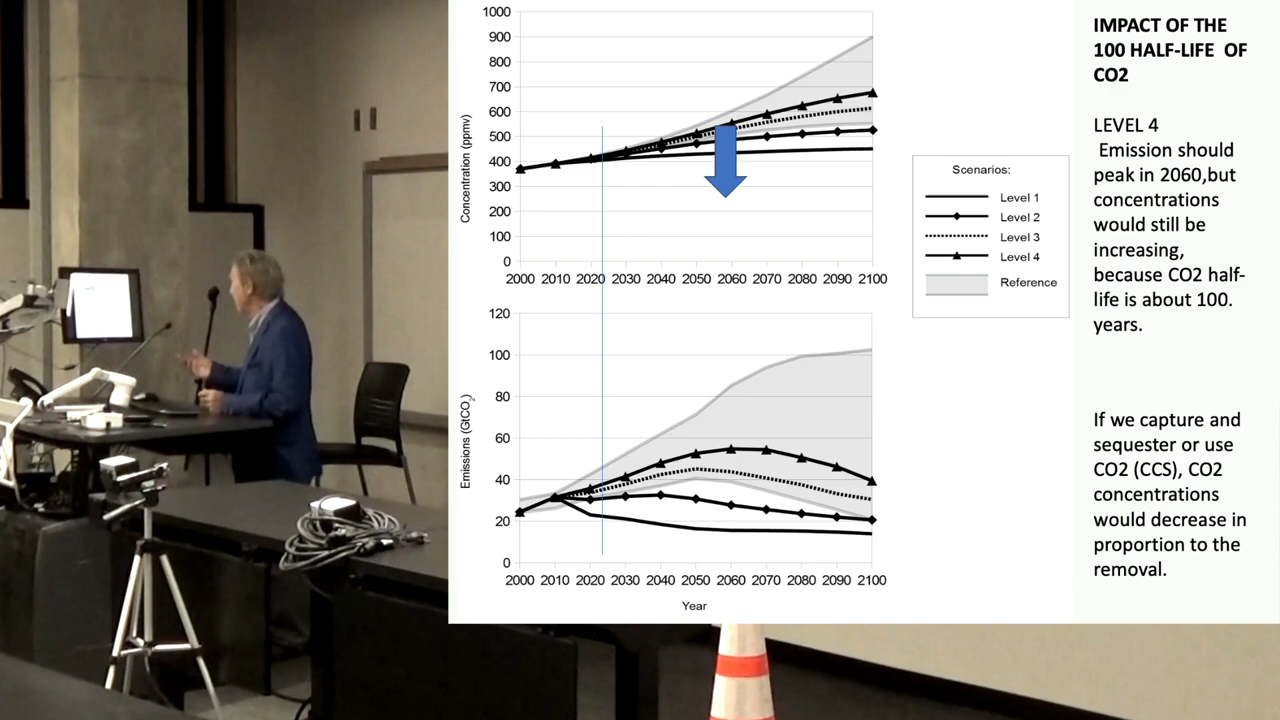 1000
900
800
700
600
500
400
300
200
100
0
Concentration (ppmv)
2000 2010 2020 2030 2040 2050 2060 2070 2080 2090 2100
120
100
80
60
40
20
0
Emissions (GtCO2)
2000 2010 2020 2030 2040 2050 2060 2070 2080 2090 2100
Year
Scenarios:
Level 1
Level 2
Level 3
Level 4
Reference
IMPACT OF THE
100 HALF-LIFE OF
CO2
LEVEL 4
Emission should
peak in 2060,but
concentrations
would still be
increasing,
because CO2 half-
life is about 100.
years.
If we capture and
sequester or use
CO2 (CCS), CO2
concentrations
would decrease in
proportion to the
removal.